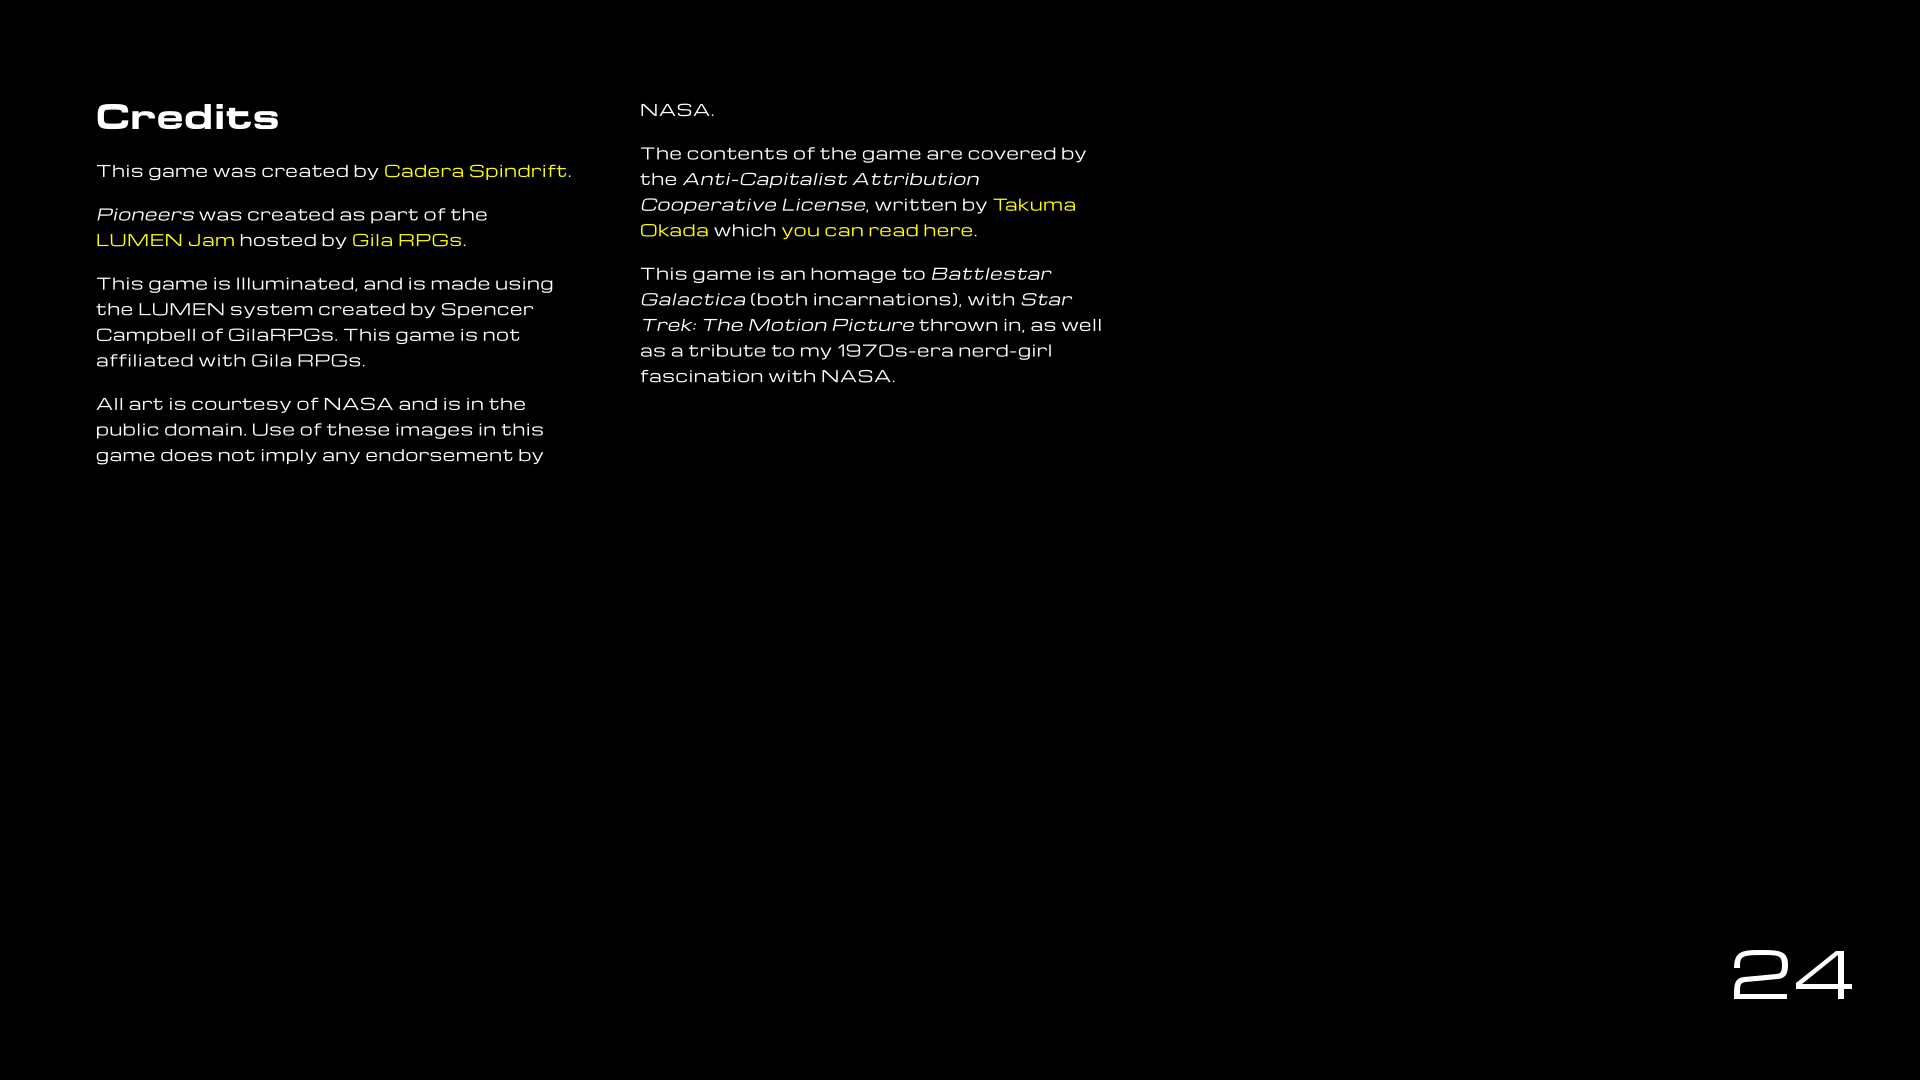 Credits
This game was created by Cadera Spindrift.
Pioneers was created as part of the
LUMEN Jam hosted by Gila RPGs.
This game is Illuminated, and is made using
the LUMEN system created by Spencer
Campbell of GilaRPGs. This game is not
affiliated with Gila RPGs.
All art is courtesy of NASA and is in the
public domain. Use of these images in this
game does not imply any endorsement by
NASA.
The contents of the game are covered by
the Anti-Capitalist Attribution
Cooperative License, written by Takuma
Okada which you can read here.
This game is an homage to Battlestar
Galactica (both incarnations), with Star
Trek: The Motion Picture thrown in, as well
as a tribute to my 1970s-era nerd-girl
fascination with NASA.
24